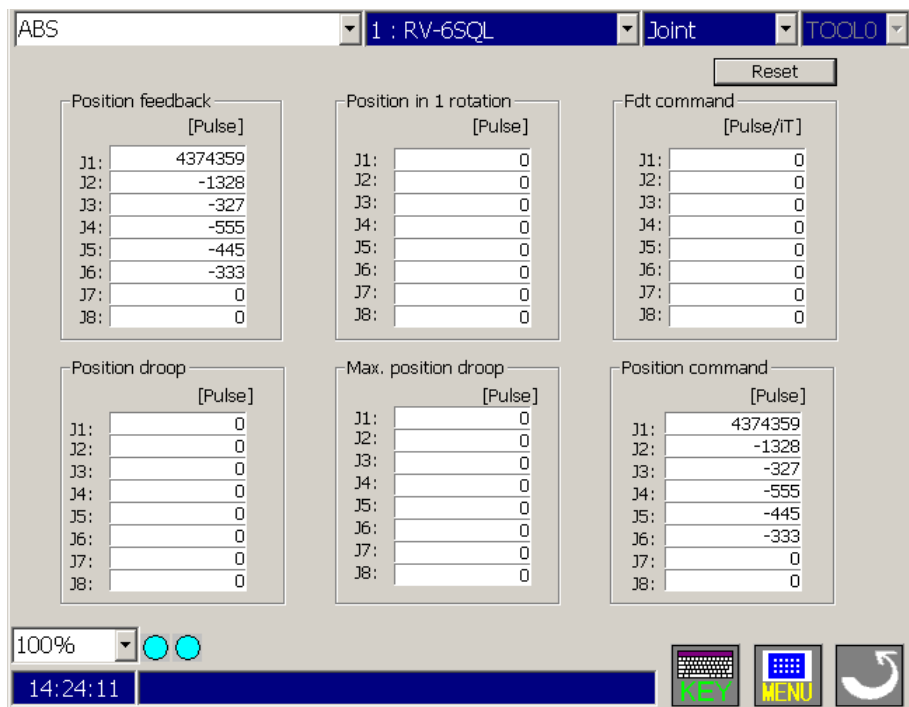 ABS 1 : RV-6SQL Joint TOOL0
Reset
Position feedback
[Pulse]
J1: 4374359
J2: -1328
J3: -327
J4: -555
J5: -445
J6: -333
J7: 0
J8: 0
Position in 1 rotation
[Pulse]
J1: 0
J2: 0
J3: 0
J4: 0
J5: 0
J6: 0
J7: 0
J8: 0
Fdt command
[Pulse/iT]
J1: 0
J2: 0
J3: 0
J4: 0
J5: 0
J6: 0
J7: 0
J8: 0
Position droop
[Pulse]
J1: 0
J2: 0
J3: 0
J4: 0
J5: 0
J6: 0
J7: 0
J8: 0
Max. position droop
[Pulse]
J1: 0
J2: 0
J3: 0
J4: 0
J5: 0
J6: 0
J7: 0
J8: 0
Position command
[Pulse]
J1: 4374359
J2: -1328
J3: -327
J4: -555
J5: -445
J6: -333
J7: 0
J8: 0
100%
14:24:11
KEY
MENU